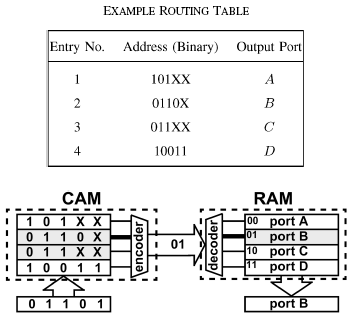 EXAMPLE ROUTING TABLE
Entry No. Address (Binary) Output Port
1 101XX A
2 0110X B
3 011XX C
4 10011 D
CAM RAM
1 0 1 X X 00 port A
0 1 1 0 X 01 port B
0 1 1 X X 10 port C
1 0 0 1 1 11 port D
encoder
01
decoder
0 1 1 0 1 port B